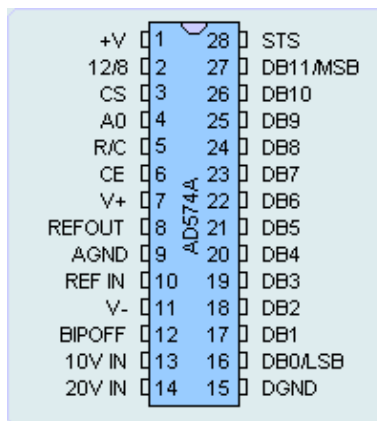 +V 1 28 STS
12/8 2 27 DB11/MSB
CS 3 26 DB10
A0 4 25 DB9
R/C 5 24 DB8
CE 6 23 DB7
V+ 7 22 DB6
REFOUT 8 21 DB5
AGND 9 20 DB4
REF IN 10 19 DB3
V- 11 18 DB2
BIPOFF 12 17 DB1
10V IN 13 16 DB0/LSB
20V IN 14 15 DGND
AD574A